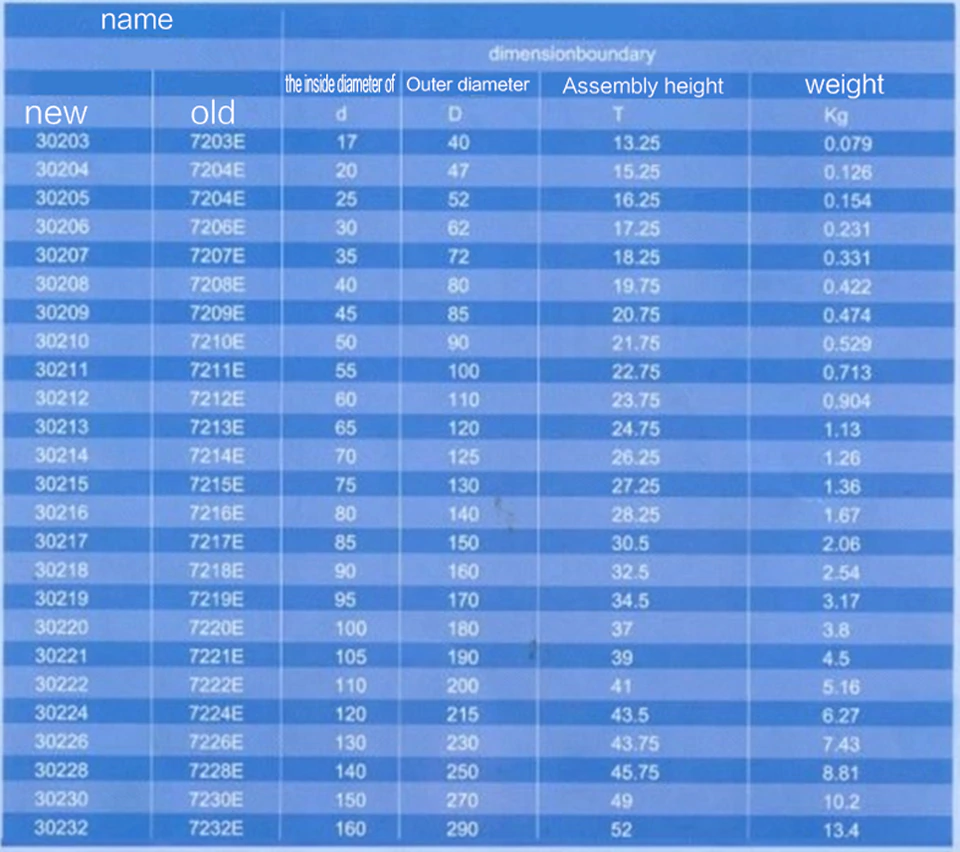 name
dimensionboundary
the inside diameter of Outer diameter Assembly height weight
new old d D T Kg
30203 7203E 17 40 13.25 0.079
30204 7204E 20 47 15.25 0.126
30205 7204E 25 52 16.25 0.154
30206 7206E 30 62 17.25 0.231
30207 7207E 35 72 18.25 0.331
30208 7208E 40 80 19.75 0.422
30209 7209E 45 85 20.75 0.474
30210 7210E 50 90 21.75 0.529
30211 7211E 55 100 22.75 0.713
30212 7212E 60 110 23.75 0.904
30213 7213E 65 120 24.75 1.13
30214 7214E 70 125 26.25 1.26
30215 7215E 75 130 27.25 1.36
30216 7216E 80 140 28.25 1.67
30217 7217E 85 150 30.5 2.06
30218 7218E 90 160 32.5 2.54
30219 7219E 95 170 34.5 3.17
30220 7220E 100 180 37 3.8
30221 7221E 105 190 39 4.5
30222 7222E 110 200 41 5.16
30224 7224E 120 215 43.5 6.27
30226 7226E 130 230 43.75 7.43
30228 7228E 140 250 45.75 8.81
30230 7230E 150 270 49 10.2
30232 7232E 160 290 52 13.4